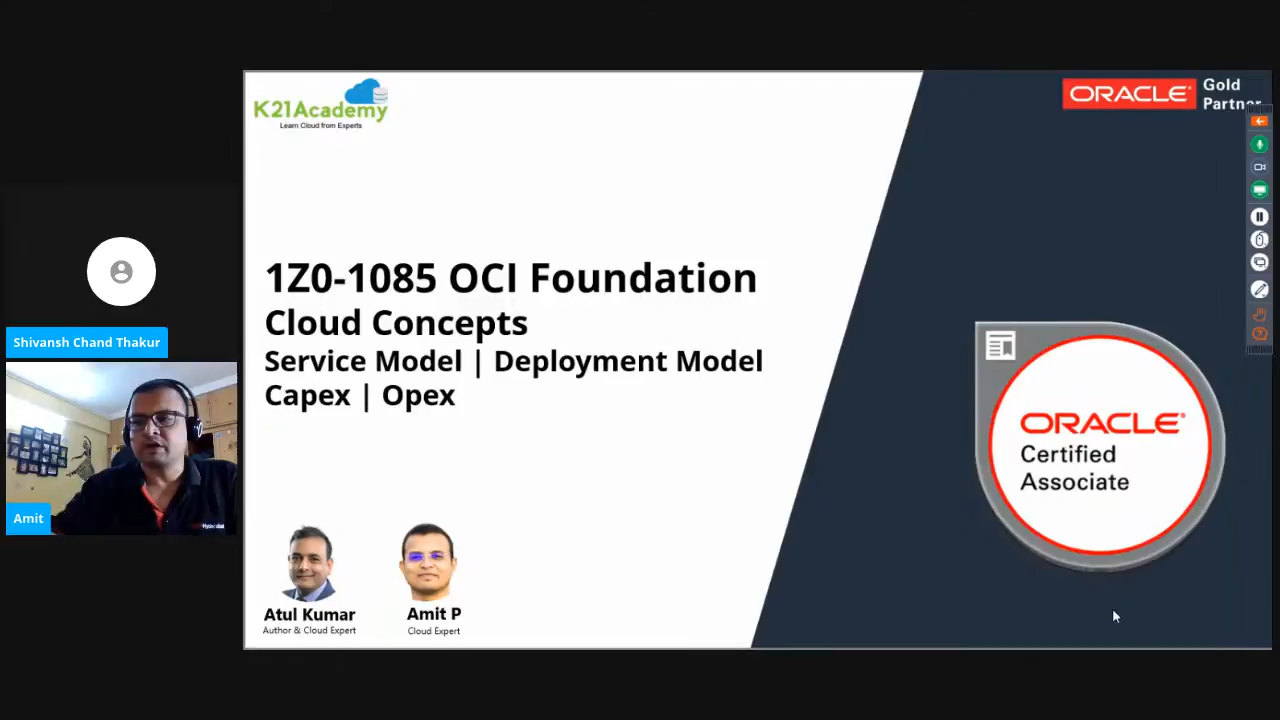 K21Academy
Learn Cloud from Experts
ORACLE
Gold
Partner
1Z0-1085 OCI Foundation
Cloud Concepts
Service Model | Deployment Model
Capex | Opex
Shivansh Chand Thakur
Amit
ORACLE
Certified
Associate
Atul Kumar
Author & Cloud Expert
Amit P
Cloud Expert